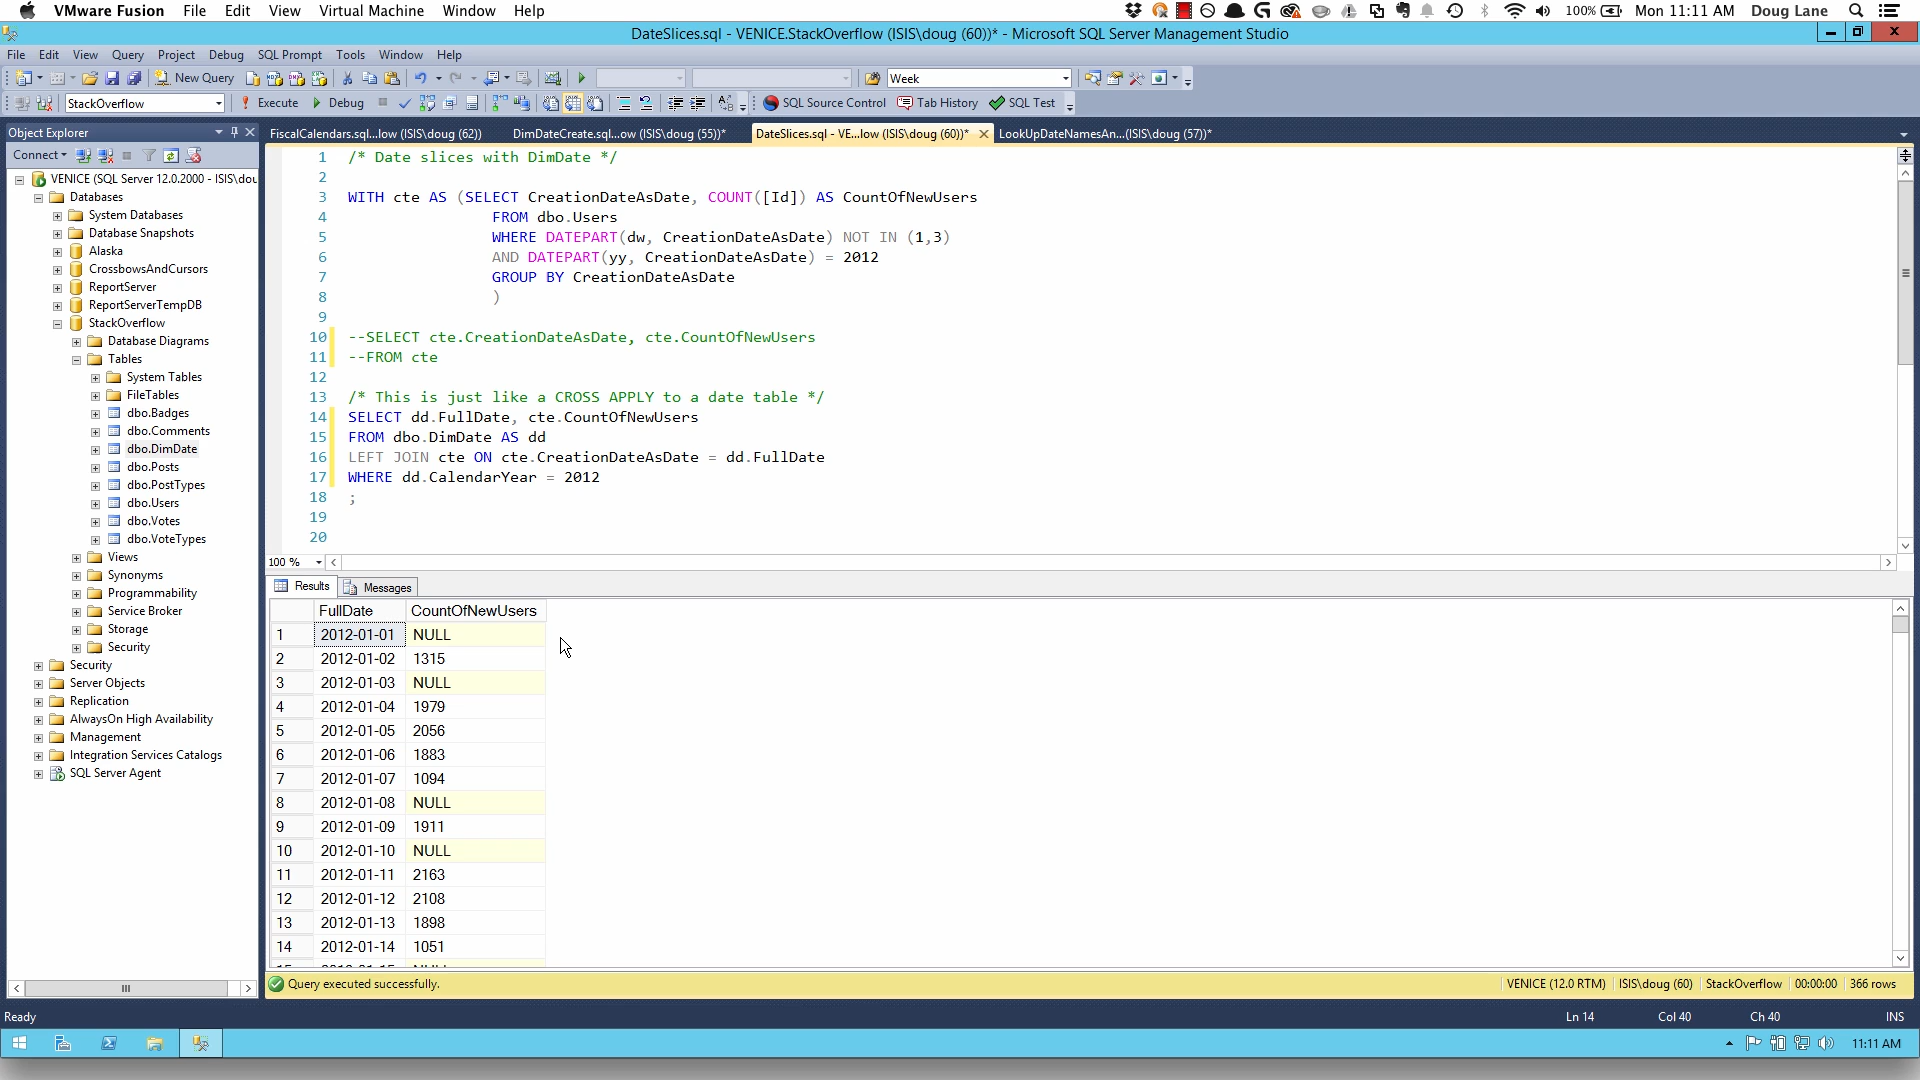 VMware Fusion File Edit View Virtual Machine Window Help 100% Mon 11:11 AM Doug Lane
DateSlices.sql - VENICE.StackOverflow (ISIS\doug (60))* - Microsoft SQL Server Management Studio
File Edit View Query Project Debug SQL Prompt Tools Window Help
New Query Week
StackOverflow Execute Debug SQL Source Control Tab History SQL Test
Object Explorer
FiscalCalendars.sql...low (ISIS\doug (62)) DimDateCreate.sql...ow (ISIS\doug (55))* DateSlices.sql - VE...low (ISIS\doug (60))* LookUpDateNamesAn...(ISIS\doug (57))*
Connect
VENICE (SQL Server 12.0.2000 - ISIS\dou
Databases
System Databases
Database Snapshots
Alaska
CrossbowsAndCursors
ReportServer
ReportServerTempDB
StackOverflow
Database Diagrams
Tables
System Tables
FileTables
dbo.Badges
dbo.Comments
dbo.DimDate
dbo.Posts
dbo.PostTypes
dbo.Users
dbo.Votes
dbo.VoteTypes
Views
Synonyms
Programmability
Service Broker
Storage
Security
Security
Server Objects
Replication
AlwaysOn High Availability
Management
Integration Services Catalogs
SQL Server Agent
1 /* Date slices with DimDate */
2
3 WITH cte AS (SELECT CreationDateAsDate, COUNT([Id]) AS CountOfNewUsers
4 FROM dbo.Users
5 WHERE DATEPART(dw, CreationDateAsDate) NOT IN (1,3)
6 AND DATEPART(yy, CreationDateAsDate) = 2012
7 GROUP BY CreationDateAsDate
8 )
9
10 --SELECT cte.CreationDateAsDate, cte.CountOfNewUsers
11 --FROM cte
12
13 /* This is just like a CROSS APPLY to a date table */
14 SELECT dd.FullDate, cte.CountOfNewUsers
15 FROM dbo.DimDate AS dd
16 LEFT JOIN cte ON cte.CreationDateAsDate = dd.FullDate
17 WHERE dd.CalendarYear = 2012
18 ;
19
20
100 %
Results Messages
FullDate CountOfNewUsers
1 2012-01-01 NULL
2 2012-01-02 1315
3 2012-01-03 NULL
4 2012-01-04 1979
5 2012-01-05 2056
6 2012-01-06 1883
7 2012-01-07 1094
8 2012-01-08 NULL
9 2012-01-09 1911
10 2012-01-10 NULL
11 2012-01-11 2163
12 2012-01-12 2108
13 2012-01-13 1898
14 2012-01-14 1051
Query executed successfully. VENICE (12.0 RTM) ISIS\doug (60) StackOverflow 00:00:00 366 rows
Ready Ln 14 Col 40 Ch 40 INS
11:11 AM